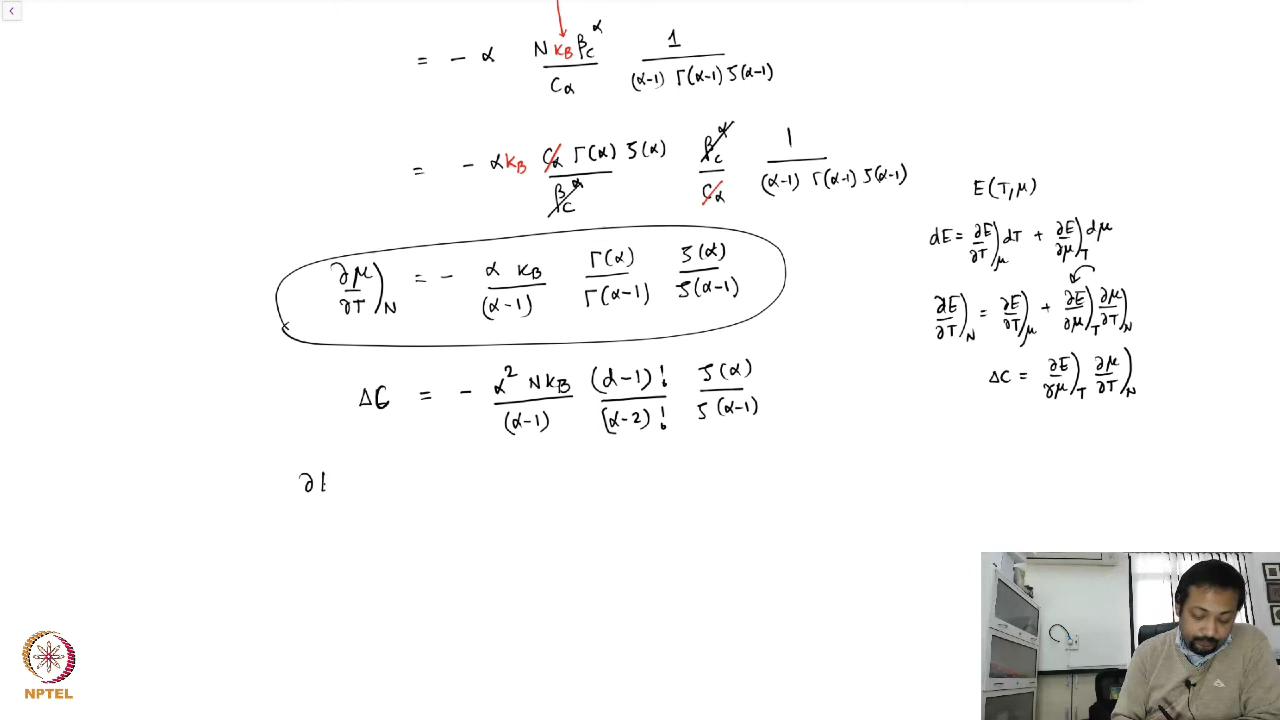 = - α N k_B β_c^α / C_α 1 / (α-1) Γ(α-1) ζ(α-1)
= - α k_B C_α Γ(α) ζ(α) / β_c^α β_c^α / C_α 1 / (α-1) Γ(α-1) ζ(α-1)
∂μ/∂T)_N = - α k_B / (α-1) Γ(α) / Γ(α-1) ζ(α) / ζ(α-1)
ΔC = - α² N k_B / (α-1) (α-1)! / (α-2)! ζ(α) / ζ(α-1)
∂
E(T,μ)
dE = ∂E/∂T)_μ dT + ∂E/∂μ)_T dμ
∂E/∂T)_N = ∂E/∂T)_μ + ∂E/∂μ)_T ∂μ/∂T)_N
ΔC = ∂E/∂μ)_T ∂μ/∂T)_N
NPTEL